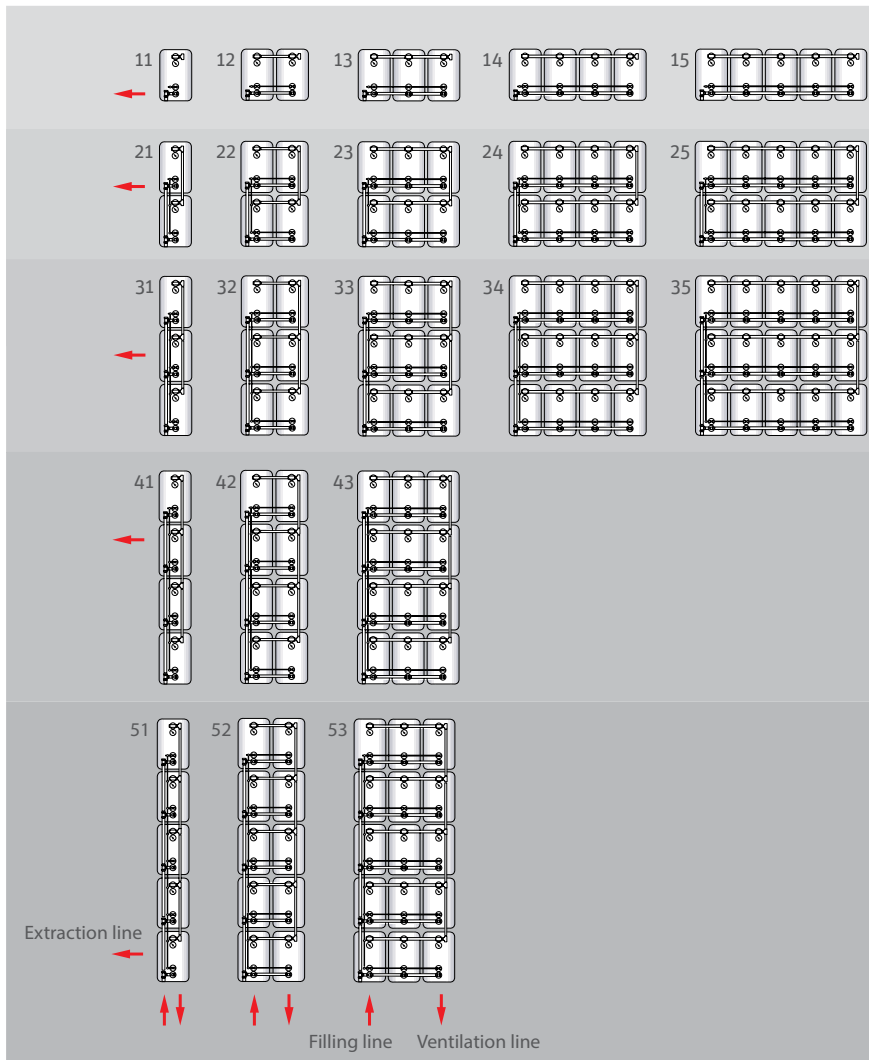 11 12 13 14 15
21 22 23 24 25
31 32 33 34 35
41 42 43
51 52 53
Extraction line
Filling line Ventilation line